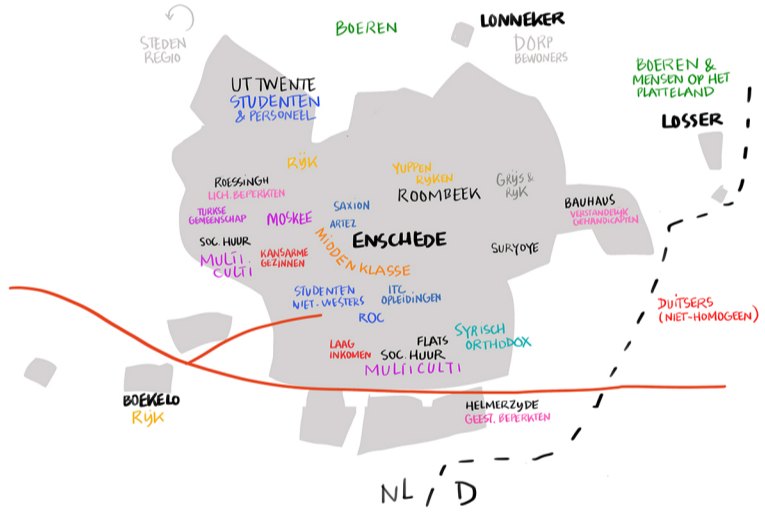 BOEREN
LONNEKER
DORP
BEWONERS
STEDEN
REGIO
BOEREN &
MENSEN OP HET
PLATTELAND
LOSSER
UT TWENTE
STUDENTEN
& PERSONEEL
RIJK
YUPPEN
RIJKEN
ROOMBEEK
GRIJS &
RIJK
ROESSINGH
LICH. BEPERKTEN
TURKSE
GEMEENSCHAP
MOSKEE
SAXION
ARTEZ
BAUHAUS
VERSTANDELIJK
GEHANDICAPTEN
ENSCHEDE
MIDDEN KLASSE
SURYOYE
SOC. HUUR
MULTI
CULTI
KANSARME
GEZINNEN
STUDENTEN
NIET-WESTERS
ITC
OPLEIDINGEN
ROC
DUITSERS
(NIET-HOMOGEEN)
SYRISCH
ORTHODOX
LAAG
INKOMEN
FLATS
SOC. HUUR
MULTICULTI
BOEKELO
RIJK
HELMERZYDE
GEEST. BEPERKTEN
NL / D